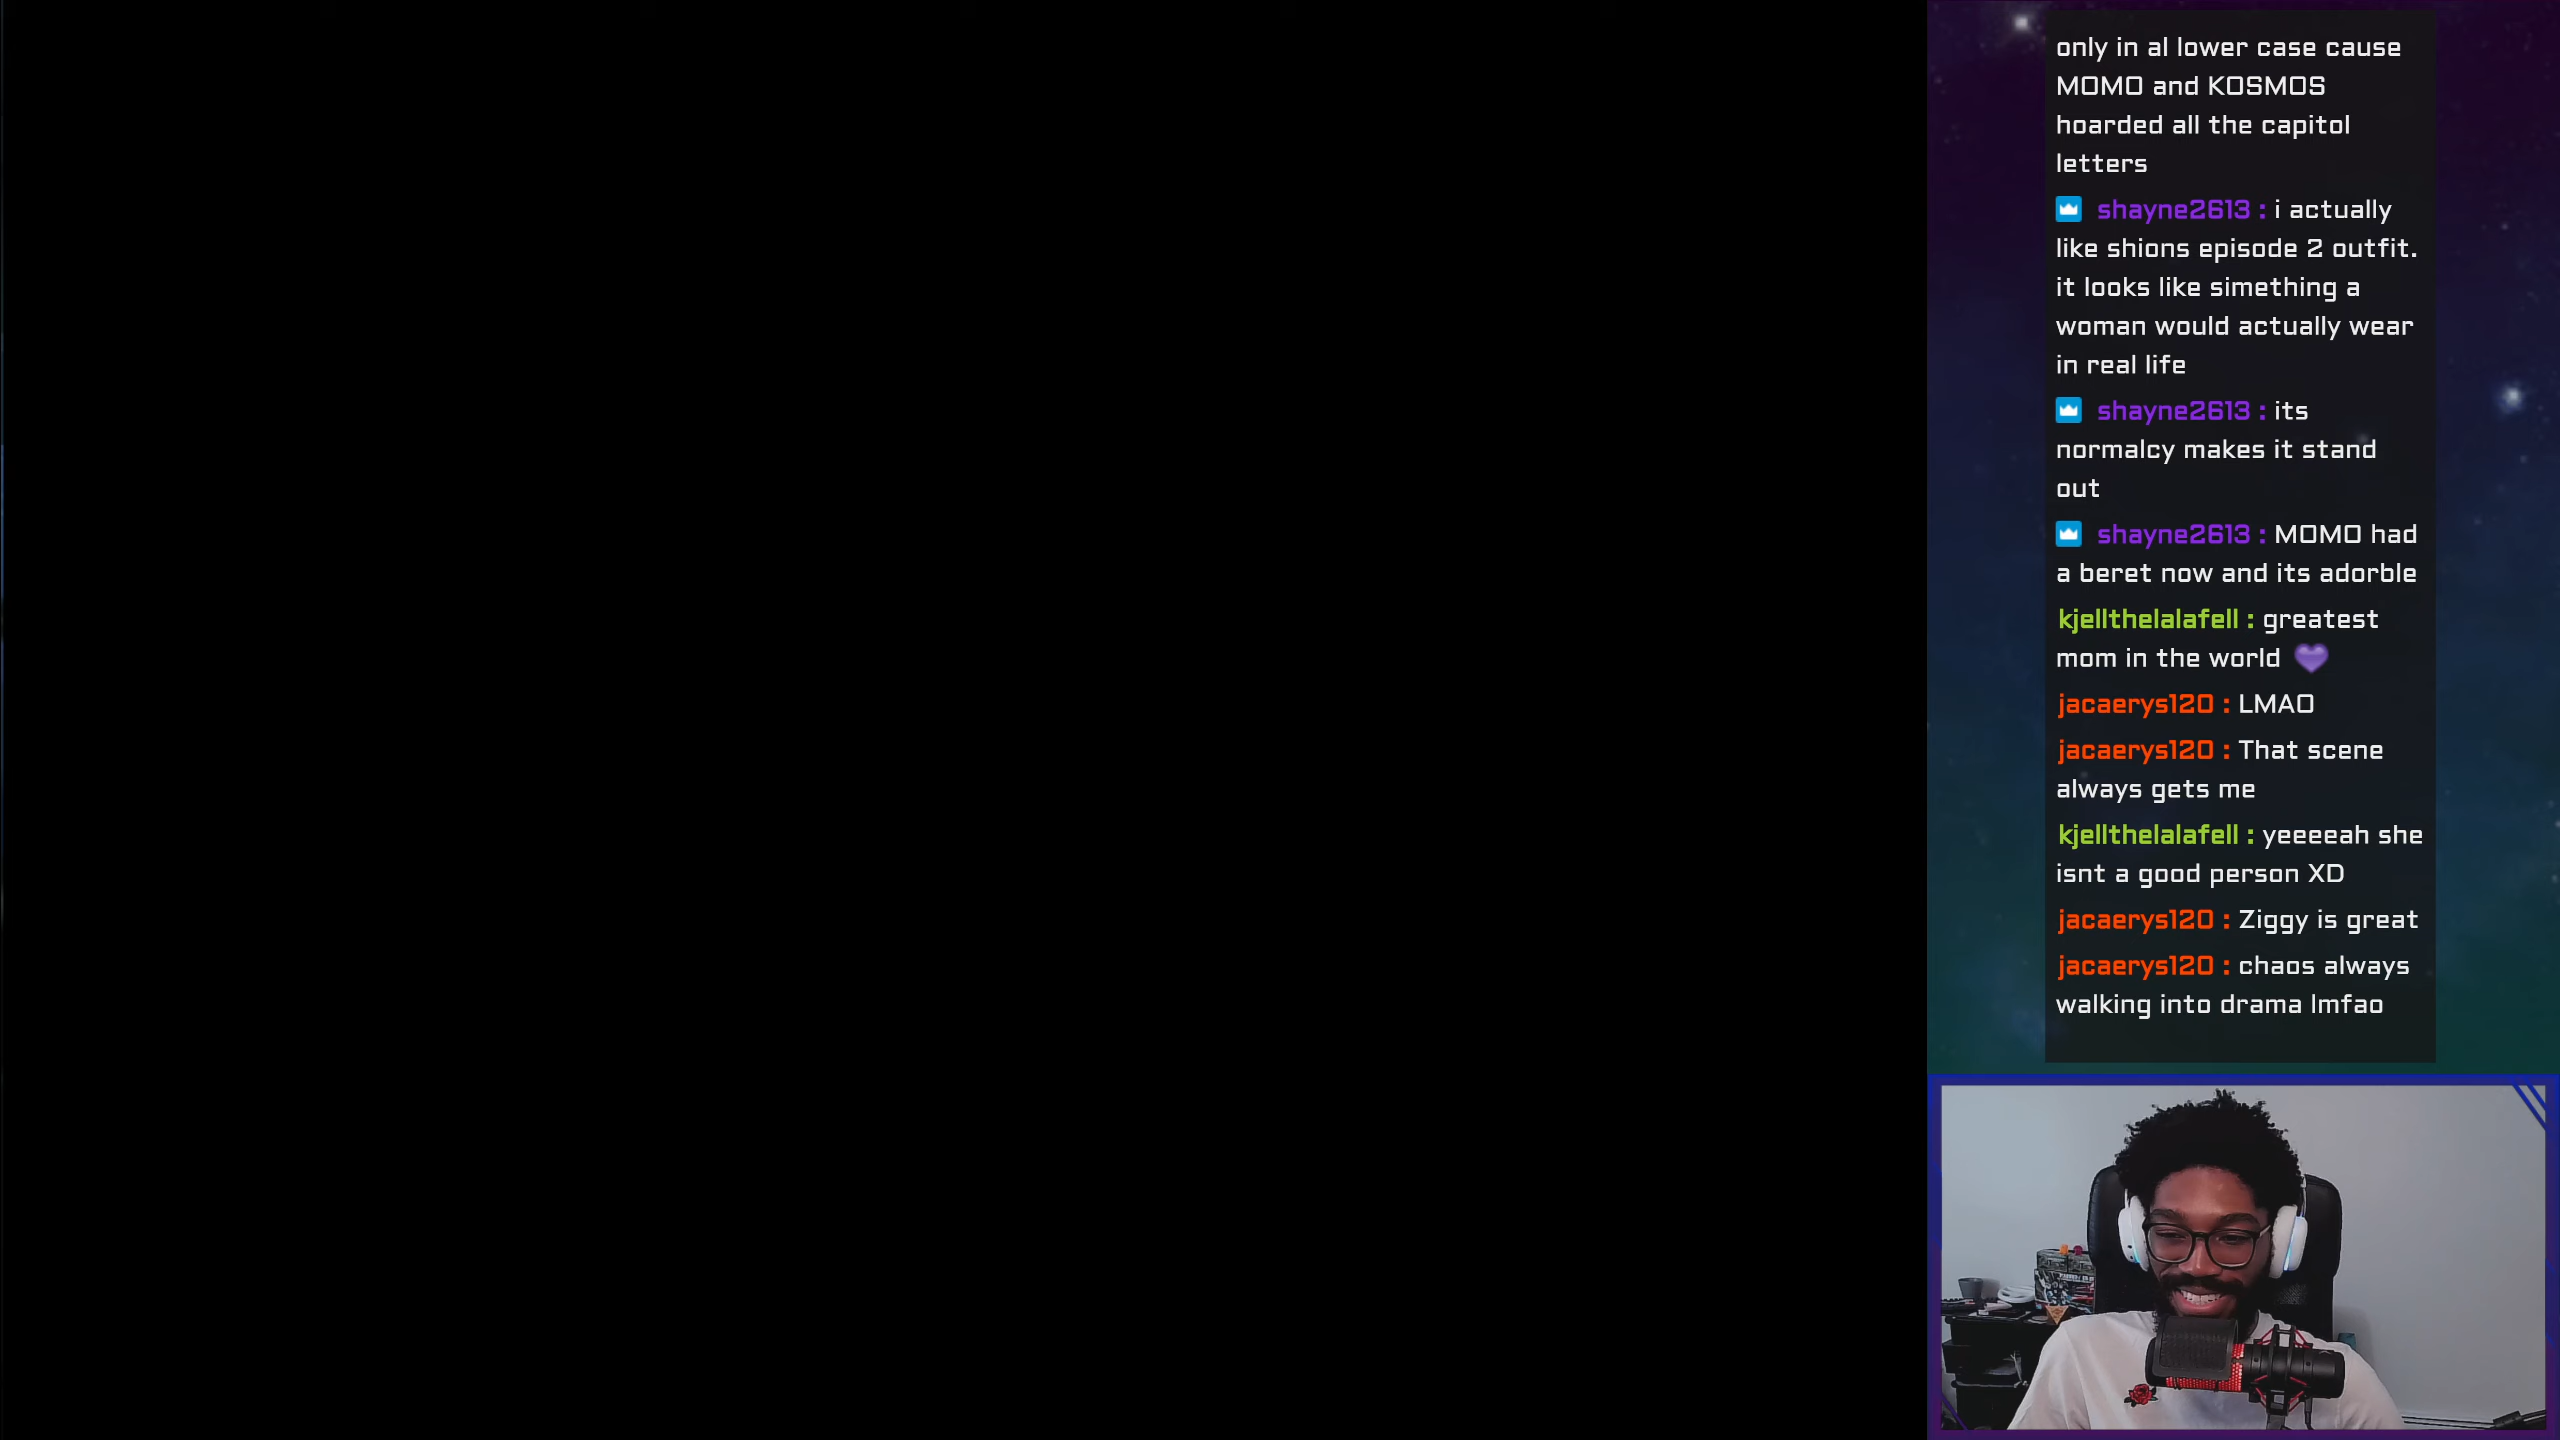 only in al lower case cause
MOMO and KOSMOS
hoarded all the capitol
letters
shayne2613 : i actually
like shions episode 2 outfit.
it looks like simething a
woman would actually wear
in real life
shayne2613 : its
normalcy makes it stand
out
shayne2613 : MOMO had
a beret now and its adorble
kjellthelalafell : greatest
mom in the world 💜
jacaerys120 : LMAO
jacaerys120 : That scene
always gets me
kjellthelalafell : yeeeeah she
isnt a good person XD
jacaerys120 : Ziggy is great
jacaerys120 : chaos always
walking into drama lmfao